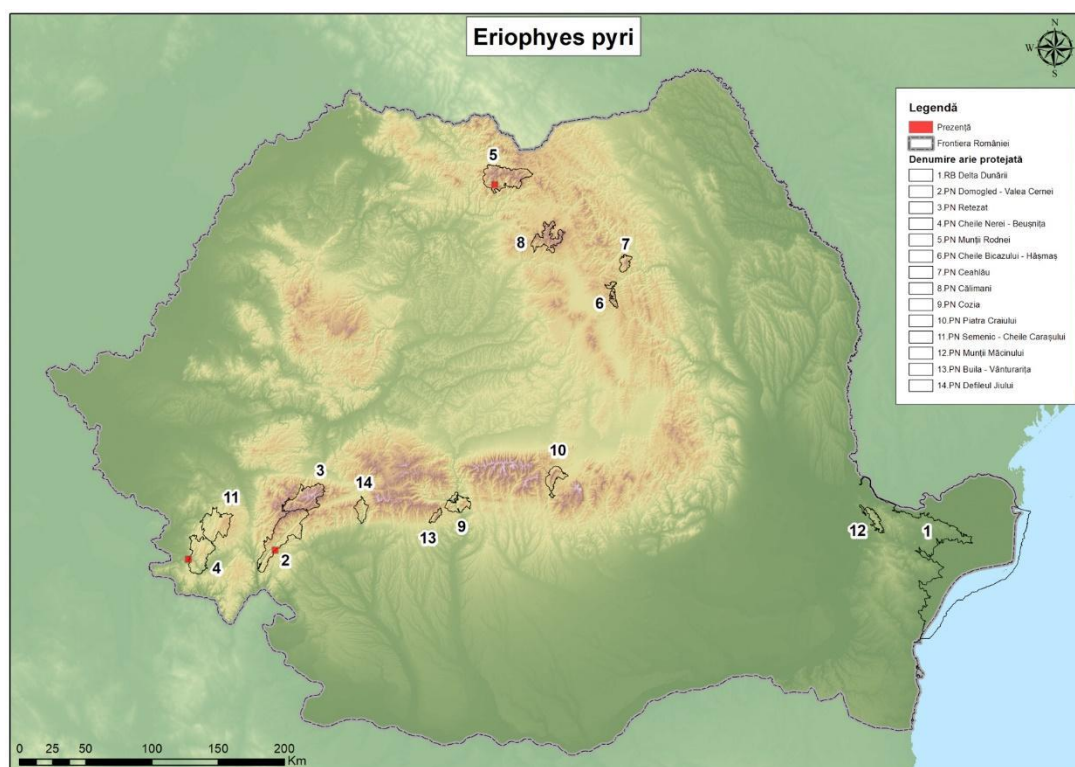 Eriophyes pyri
N
W E
S
Legendă
Prezență
Frontiera României
Denumire arie protejată
1.RB Delta Dunării
2.PN Domogled - Valea Cernei
3.PN Retezat
4.PN Cheile Nerei - Beușnița
5.PN Munții Rodnei
6.PN Cheile Bicazului - Hășmaș
7.PN Ceahlău
8.PN Călimani
9.PN Cozia
10.PN Piatra Craiului
11.PN Semenic - Cheile Carașului
12.PN Munții Măcinului
13.PN Buila - Vânturarița
14.PN Defileul Jiului
5
8
7
6
10
3
14
11
13
9
12
1
4
2
0 25 50 100 150 200
Km